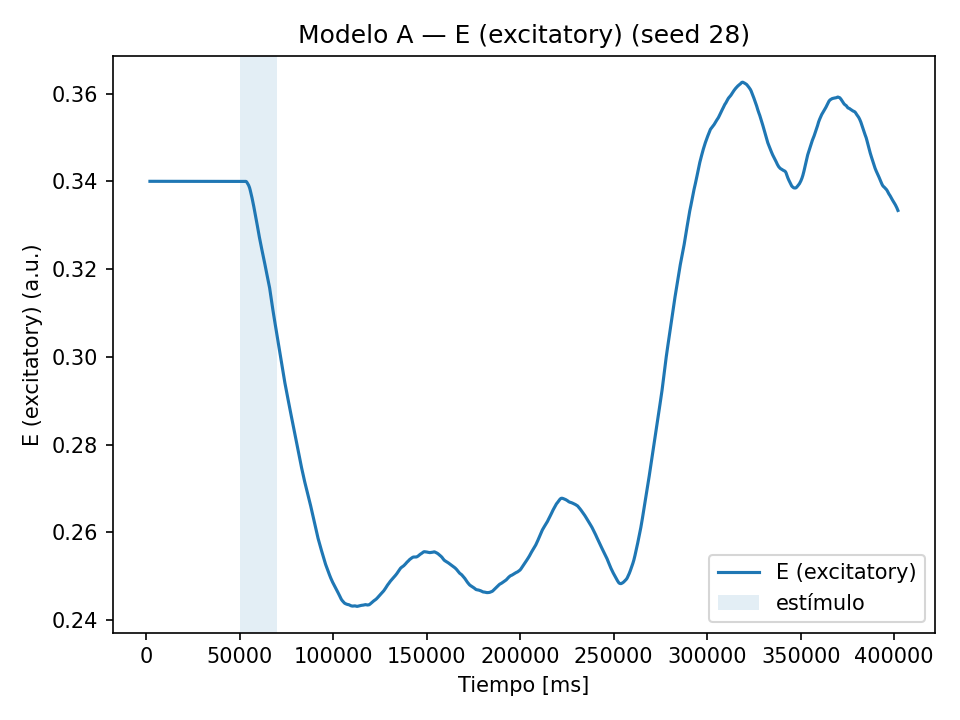 Modelo A — E (excitatory) (seed 28)
E (excitatory) (a.u.)
0.36
0.34
0.32
0.30
0.28
0.26
0.24
E (excitatory)
estímulo
0 50000 100000 150000 200000 250000 300000 350000 400000
Tiempo [ms]